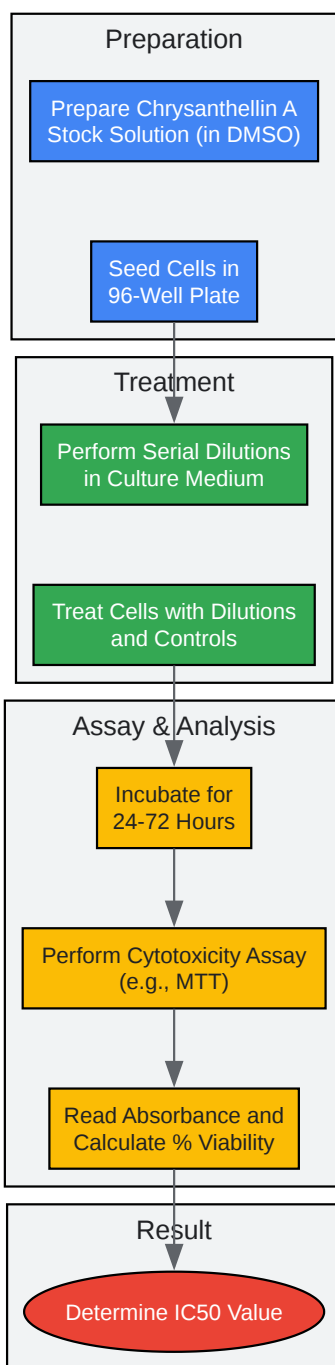 Preparation
Prepare Chrysanthellin A
Stock Solution (in DMSO)
Seed Cells in
96-Well Plate
Treatment
Perform Serial Dilutions
in Culture Medium
Treat Cells with Dilutions
and Controls
Assay & Analysis
Incubate for
24-72 Hours
Perform Cytotoxicity Assay
(e.g., MTT)
Read Absorbance and
Calculate % Viability
Result
Determine IC50 Value